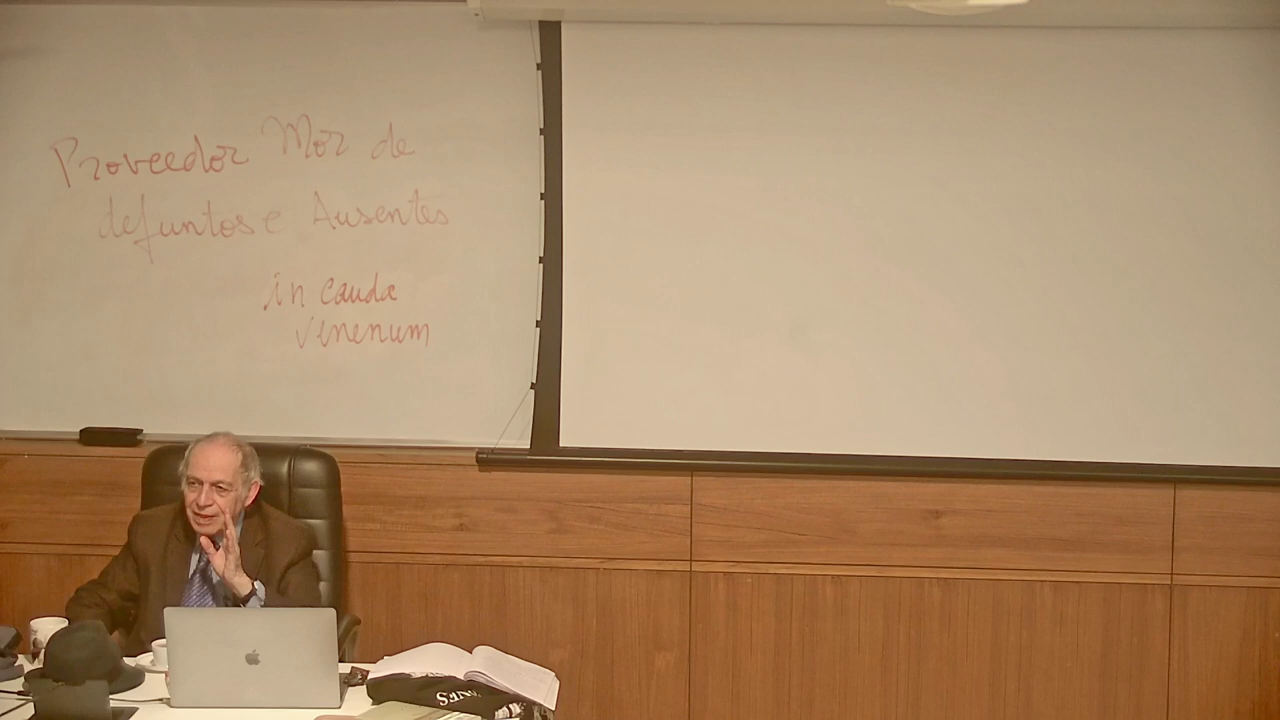 Proveedor Mor de
defuntos e Ausentes
in cauda
venenum